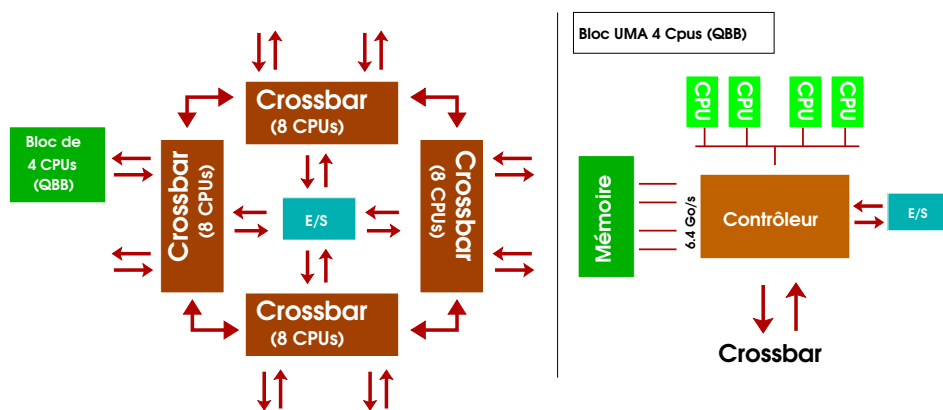 Crossbar
(8 CPUs)
Bloc de
4 CPUs
(QBB)
Crossbar
(8 CPUs)
E/S
Crossbar
(8 CPUs)
Crossbar
(8 CPUs)
Bloc UMA 4 Cpus (QBB)
CPU
CPU
CPU
CPU
Mémoire
6.4 Go/s
Contrôleur
E/S
Crossbar